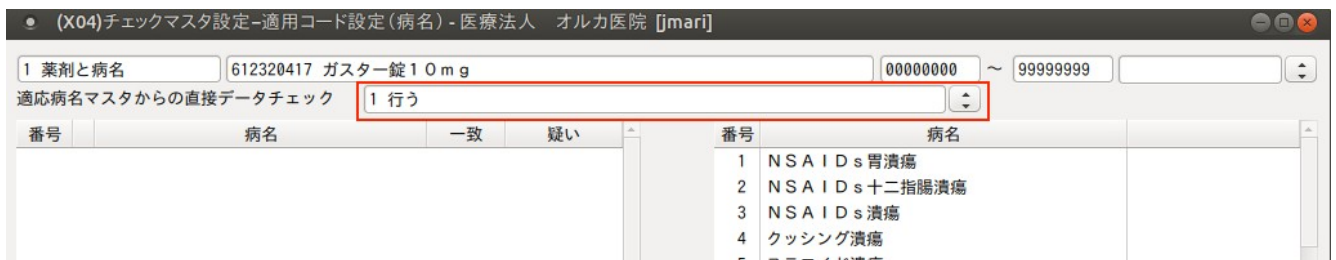 (X04)チェックマスタ設定–適用コード設定(病名) - 医療法人　オルカ医院 [jmari]
1 薬剤と病名 612320417 ガスター錠１０ｍｇ 00000000 ～ 99999999
適応病名マスタからの直接データチェック 1 行う
番号 病名 一致 疑い 番号 病名
1 ＮＳＡＩＤｓ胃潰瘍
2 ＮＳＡＩＤｓ十二指腸潰瘍
3 ＮＳＡＩＤｓ潰瘍
4 クッシング潰瘍